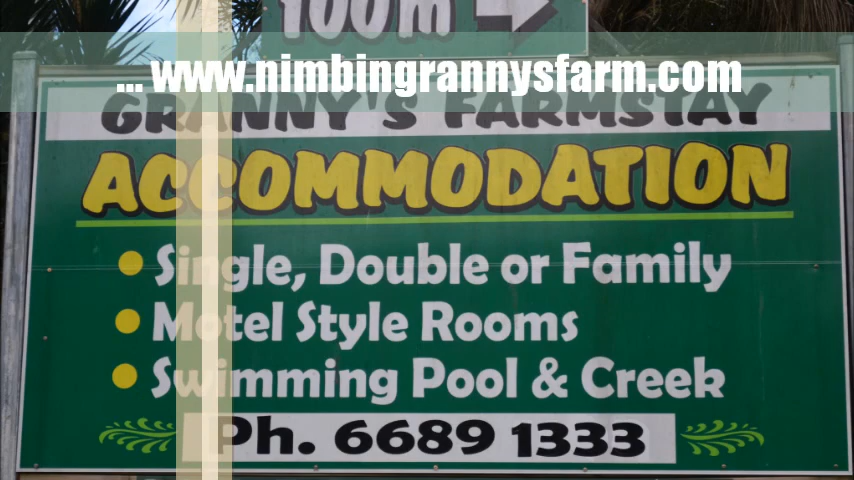 100m
... www.nimbingrannysfarm.com
GRANNY'S FARMSTAY
ACCOMMODATION
Single, Double or Family
Motel Style Rooms
Swimming Pool & Creek
Ph. 6689 1333